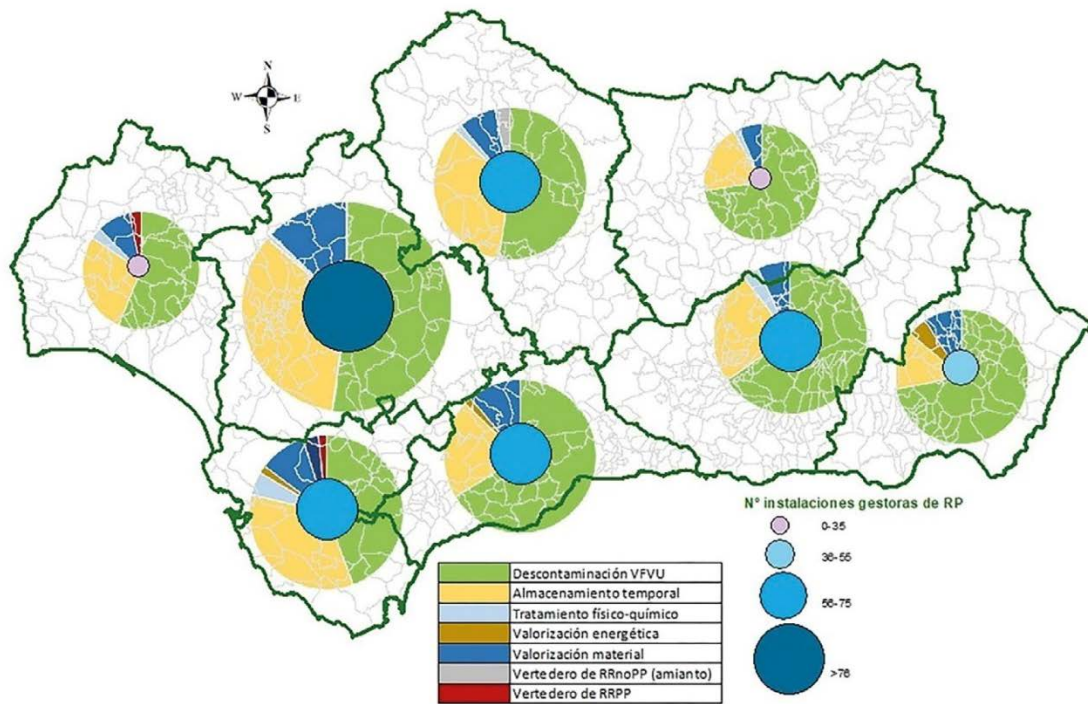 N
W E
S
Nº instalaciones gestoras de RP
0-35
36-55
56-75
>76
Descontaminación VFVU
Almacenamiento temporal
Tratamiento físico-químico
Valorización energética
Valorización material
Vertedero de RRnoPP (amianto)
Vertedero de RRPP